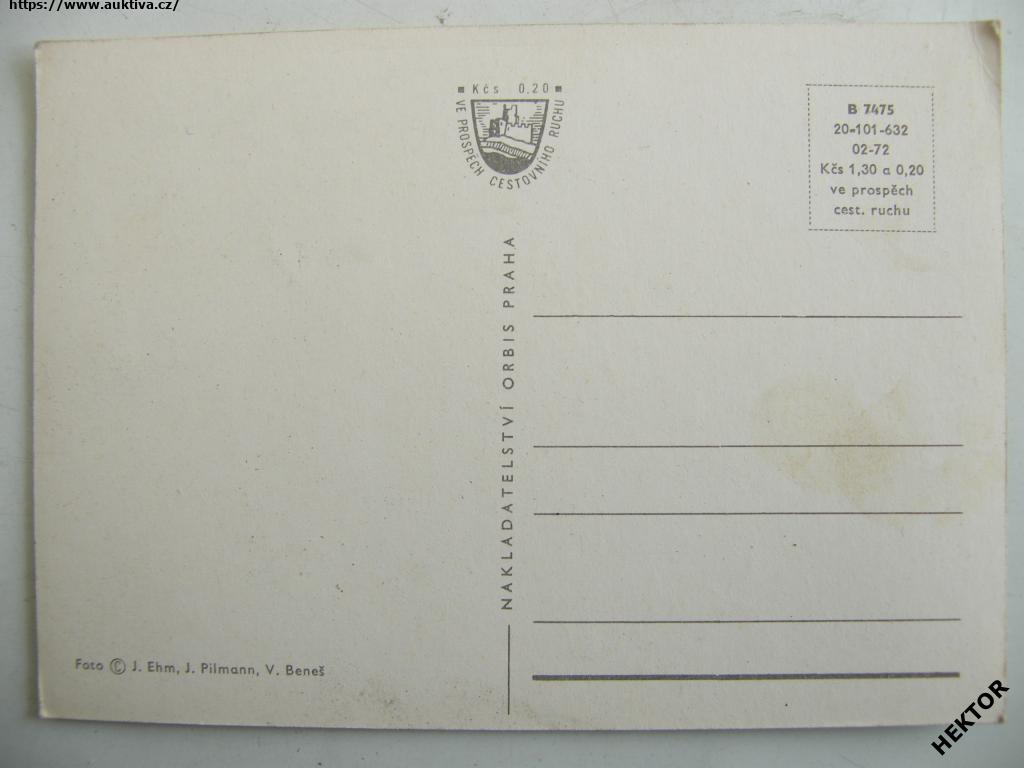 https://www.auktiva.cz/
Kčs 0.20
VE PROSPĚCH CESTOVNÍHO RUCHU
B 7475
20-101-632
02-72
Kčs 1,30 a 0,20
ve prospěch
cest. ruchu
NAKLADATELSTVÍ ORBIS PRAHA
Foto © J. Ehm, J. Pilmann, V. Beneš
HEKTOR